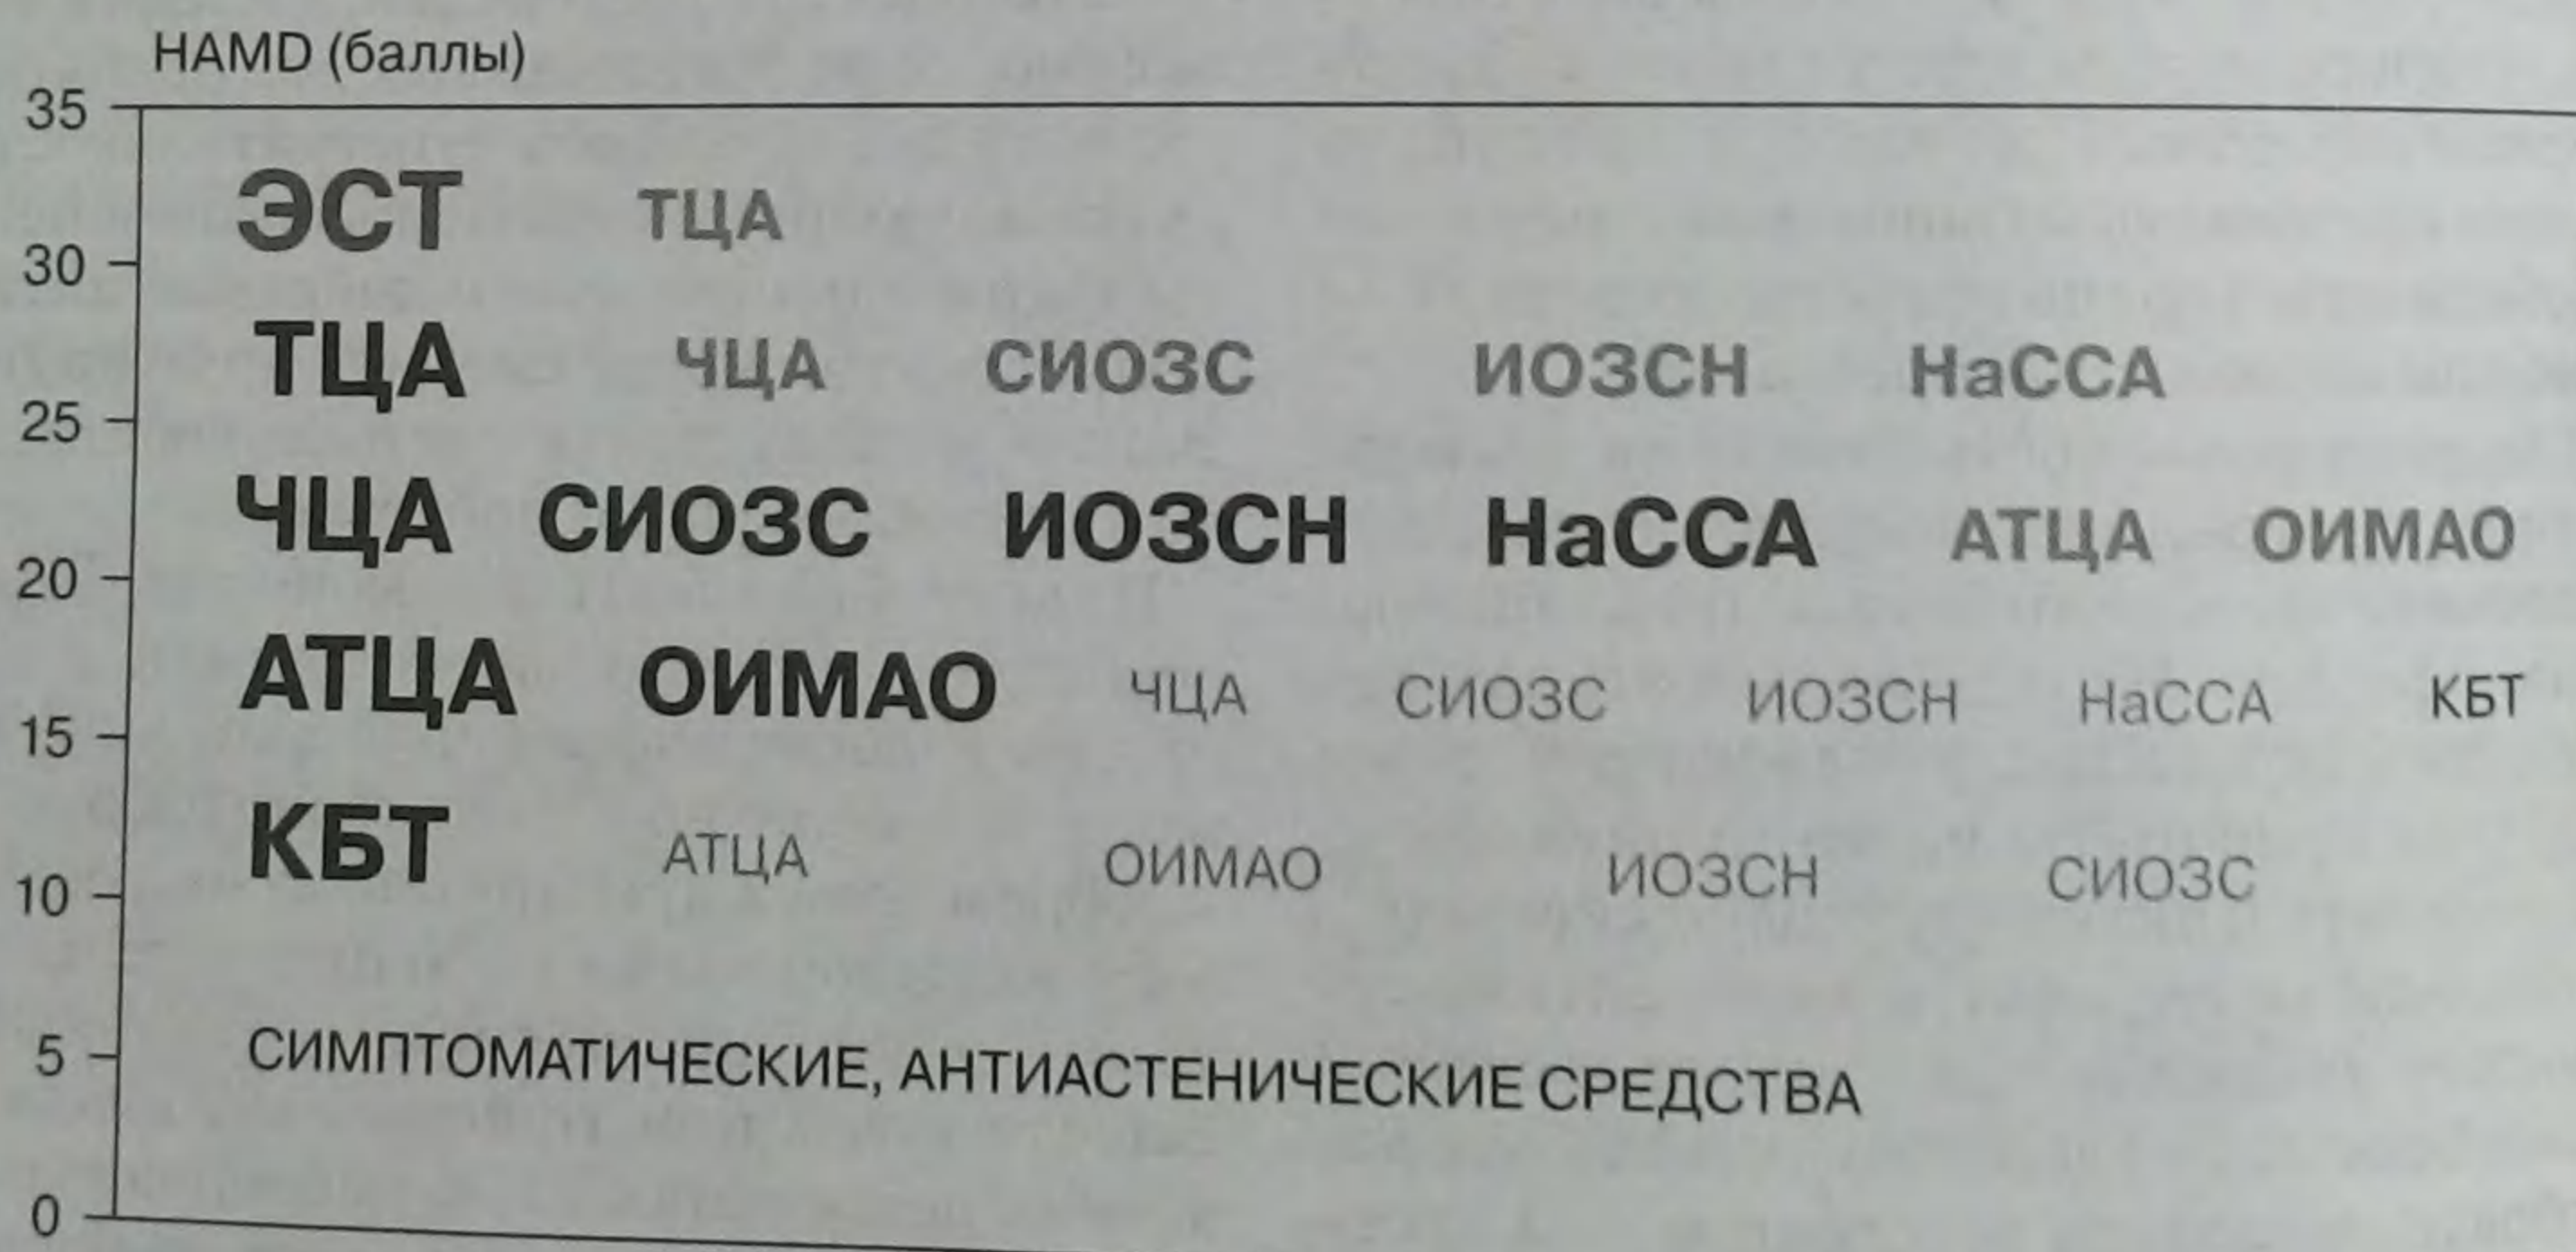 HAMD (баллы)
35
ЭСТ ТЦА
30
ТЦА ЧЦА СИОЗС ИОЗСН НаССА
25
ЧЦА СИОЗС ИОЗСН НаССА АТЦА ОИМАО
20
АТЦА ОИМАО ЧЦА СИОЗС ИОЗСН НаССА КБТ
15
КБТ АТЦА ОИМАО ИОЗСН СИОЗС
10
5 СИМПТОМАТИЧЕСКИЕ, АНТИАСТЕНИЧЕСКИЕ СРЕДСТВА
0